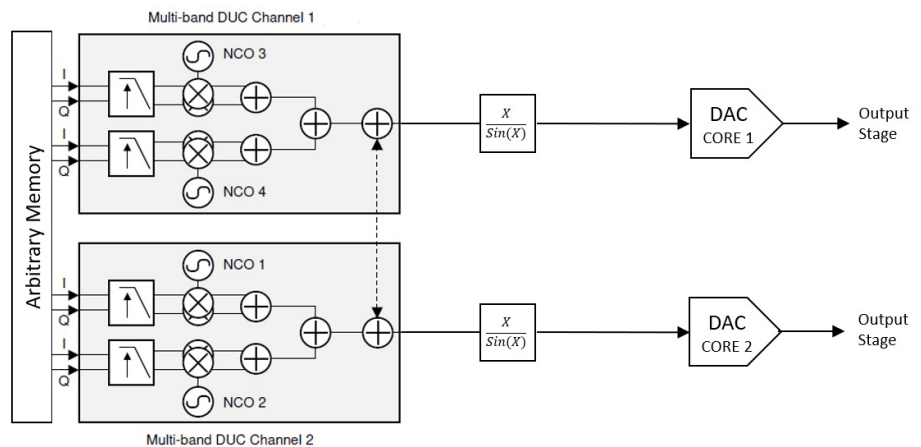 Multi-band DUC Channel 1
Arbitrary Memory
I
Q
I
Q
NCO 3
NCO 4
X
Sin(X)
DAC
CORE 1
Output
Stage
I
Q
I
Q
NCO 1
NCO 2
X
Sin(X)
DAC
CORE 2
Output
Stage
Multi-band DUC Channel 2